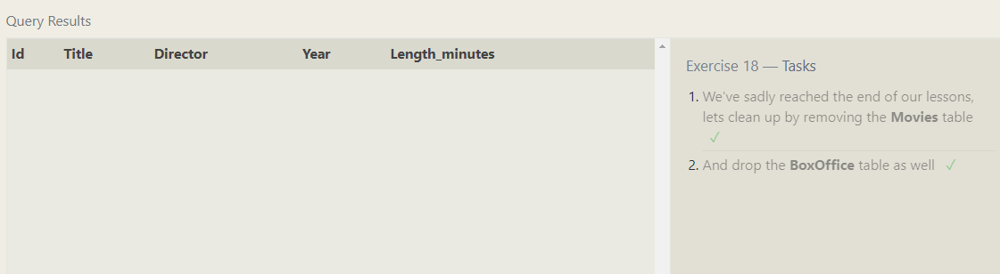 Query Results
Id Title Director Year Length_minutes
Exercise 18 — Tasks
1. We've sadly reached the end of our lessons,
lets clean up by removing the Movies table
✓
2. And drop the BoxOffice table as well ✓